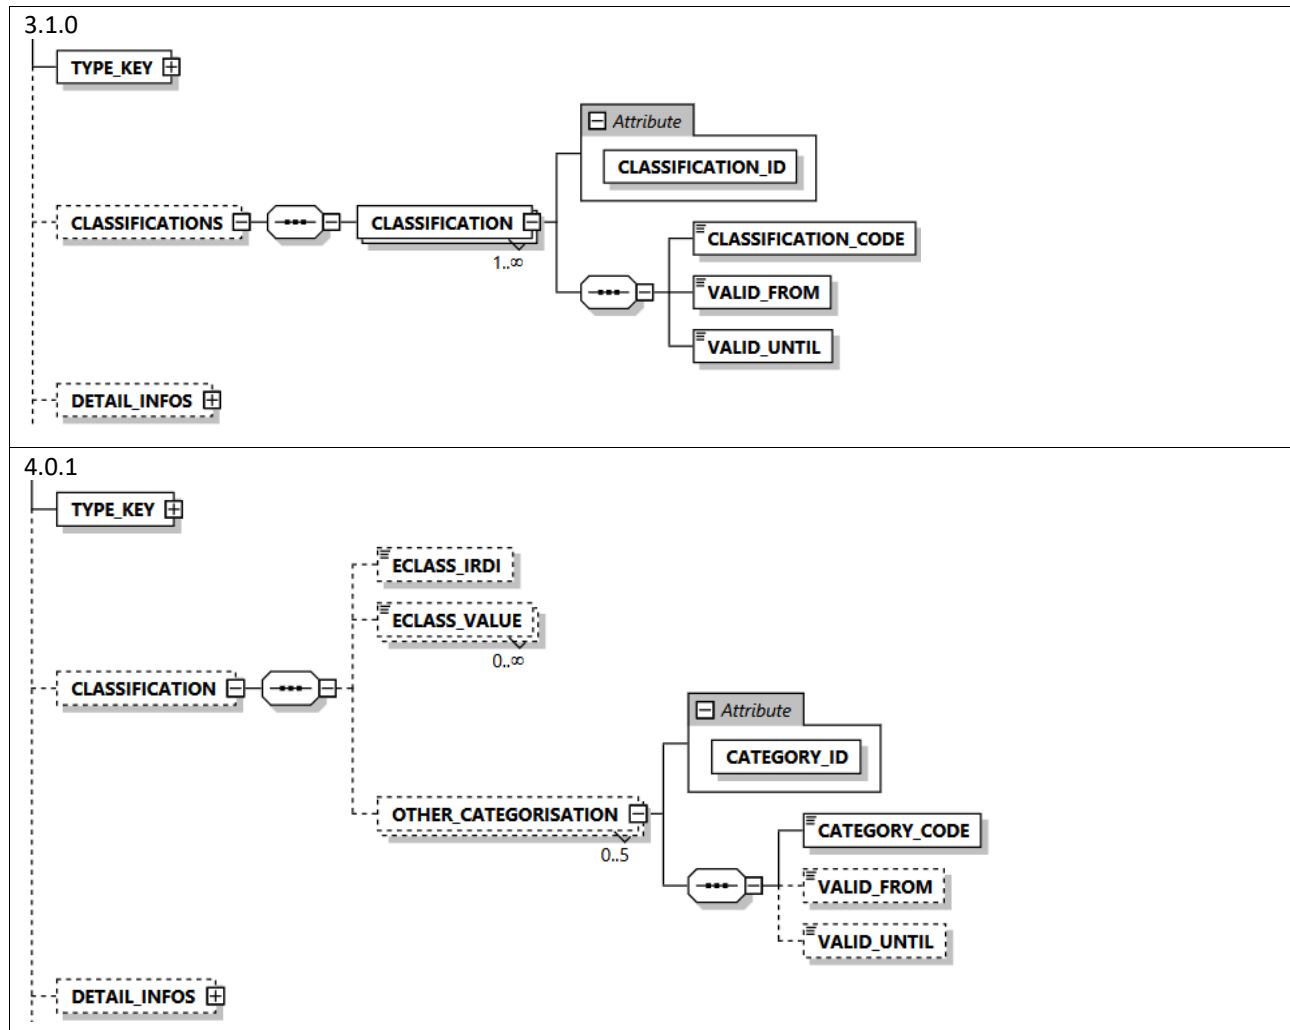 3.1.0
TYPE_KEY
Attribute
CLASSIFICATION_ID
CLASSIFICATIONS
CLASSIFICATION
1..∞
CLASSIFICATION_CODE
VALID_FROM
VALID_UNTIL
DETAIL_INFOS
4.0.1
TYPE_KEY
ECLASS_IRDI
ECLASS_VALUE
0..∞
CLASSIFICATION
Attribute
CATEGORY_ID
OTHER_CATEGORISATION
0..5
CATEGORY_CODE
VALID_FROM
VALID_UNTIL
DETAIL_INFOS